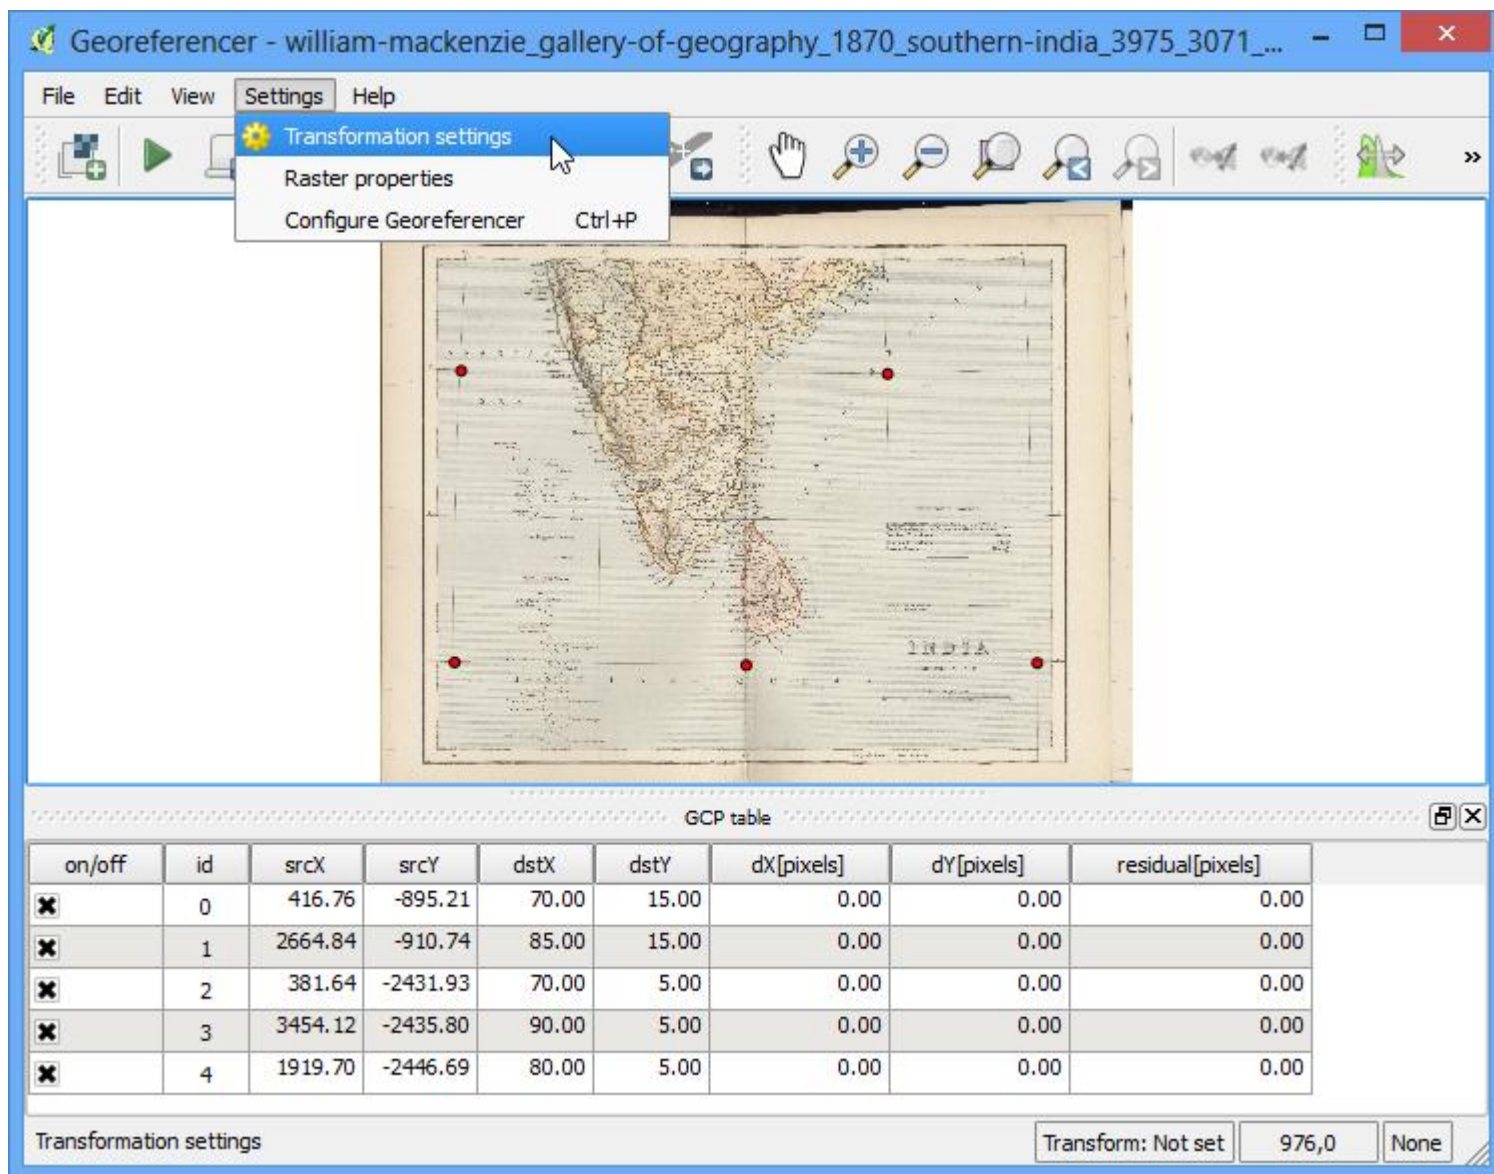 Georeferencer - william-mackenzie_gallery-of-geography_1870_southern-india_3975_3071_...
File Edit View Settings Help
Transformation settings
Raster properties
Configure Georeferencer Ctrl+P
»
INDIA
GCP table
on/off id srcX srcY dstX dstY dX[pixels] dY[pixels] residual[pixels]
0 416.76 -895.21 70.00 15.00 0.00 0.00 0.00
1 2664.84 -910.74 85.00 15.00 0.00 0.00 0.00
2 381.64 -2431.93 70.00 5.00 0.00 0.00 0.00
3 3454.12 -2435.80 90.00 5.00 0.00 0.00 0.00
4 1919.70 -2446.69 80.00 5.00 0.00 0.00 0.00
Transformation settings Transform: Not set 976,0 None